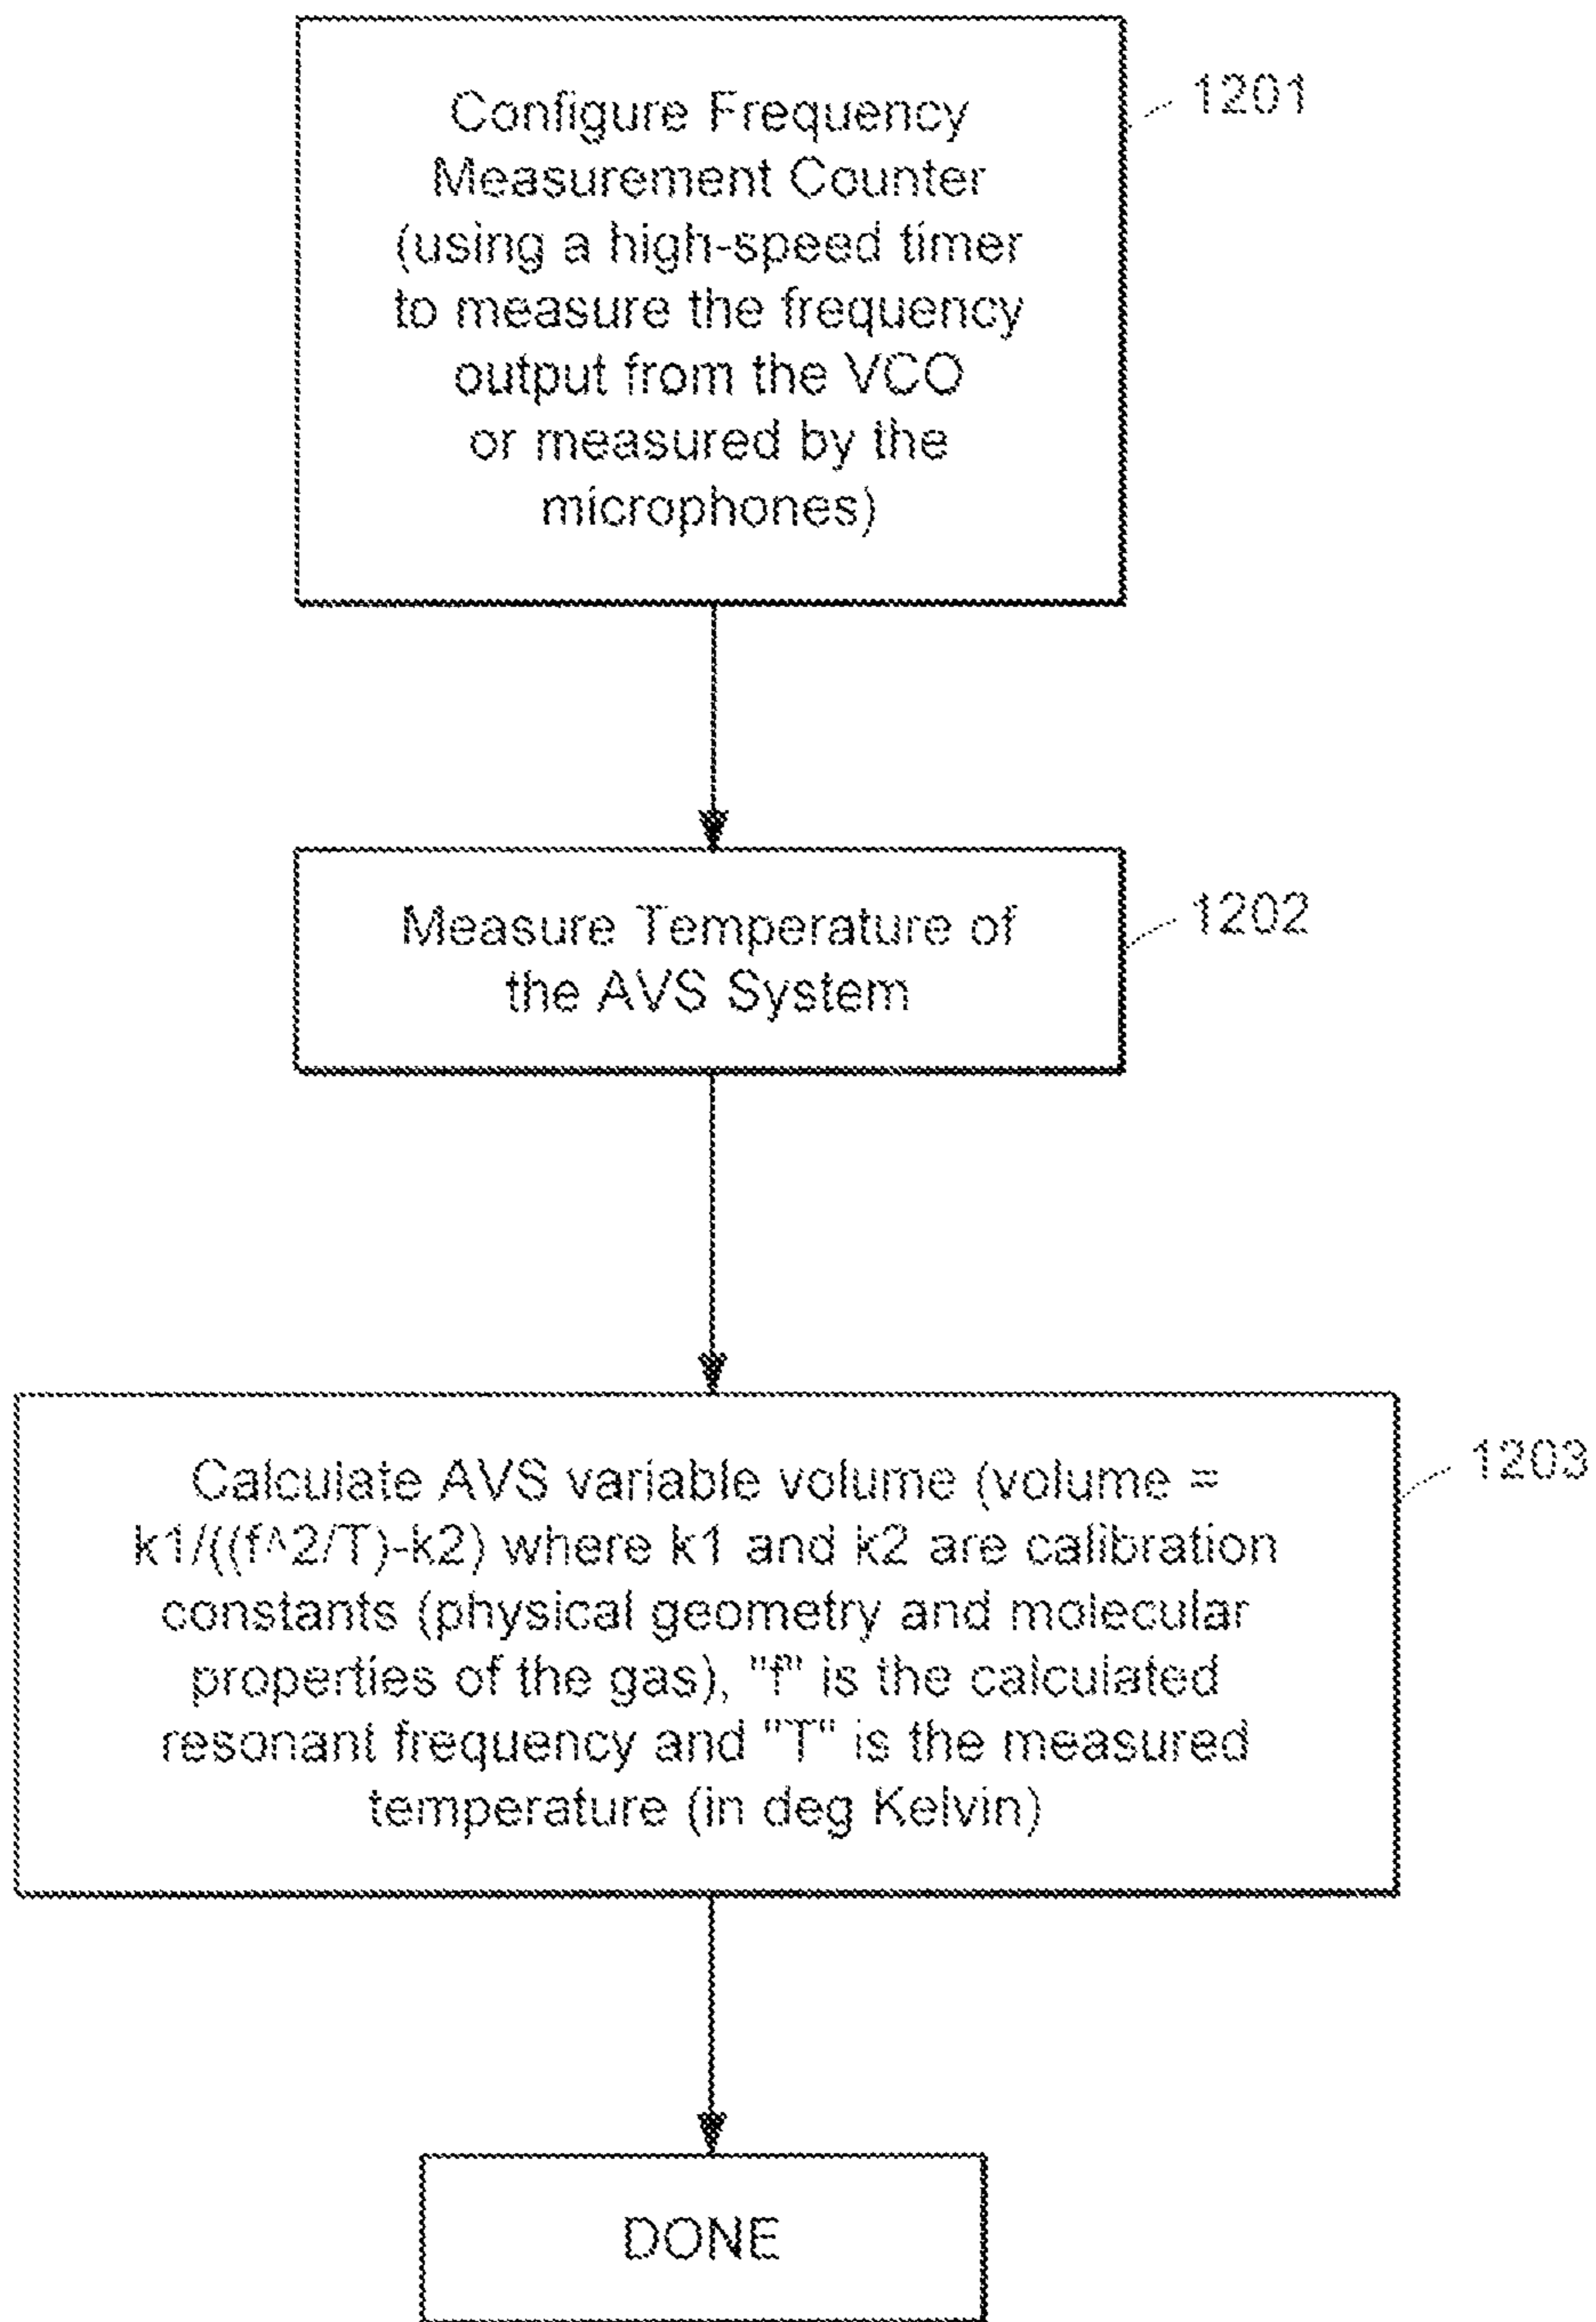 Configure Frequency
Measurement Counter
(using a high-speed timer
to measure the frequency
output from the VCO
or measured by the
microphones)
1201
Measure Temperature of
the AVS System
1202
Calculate AVS variable volume (volume =
k1/((f^2/T)-k2) where k1 and k2 are calibration
constants (physical geometry and molecular
properties of the gas), "f" is the calculated
resonant frequency and "T" is the measured
temperature (in deg Kelvin)
1203
DONE